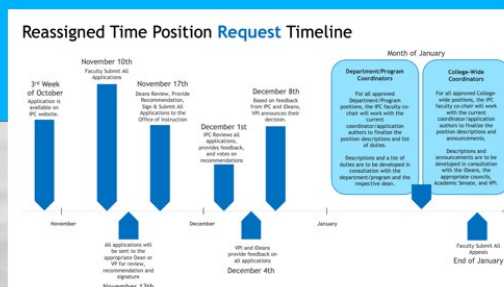 Reassigned Time Position Request Timeline
3rd Week
of October
Application is
available on
IPC website.
November 10th
Faculty Submit All
Applications
November 17th
Deans Review, Provide
Recommendation,
Sign & Submit All
Applications to the
Office of Instruction
December 1st
IPC Reviews all
applications,
provides feedback,
and votes on
recommendations
December 8th
Based on feedback
from IPC and iDeans,
VPI announces their
decision.
Month of January
Department/Program
Coordinators
For all approved
Department/Program
positions, the IPC faculty
co-chair will work with
the current
coordinator/application
authors to finalize the
position descriptions and
list of duties.
Descriptions and a list of
duties are to be developed in
consultation with the
department/program and the
respective dean.
College-Wide
Coordinators
For all approved College-
wide positions, the IPC
faculty co-chair will work
with the current
coordinator/application
authors to finalize the
position descriptions and
announcements.
Descriptions and
announcements are to be
developed in consultation
with the iDeans, the
appropriate councils,
Academic Senate, and VPI.
November
December
January
All applications will
be sent to the
appropriate Dean or
VP for review,
recommendation and
signature
November 13th
VPI and iDeans
provide feedback on
all applications
December 4th
Faculty Submit All
Appeals
End of January